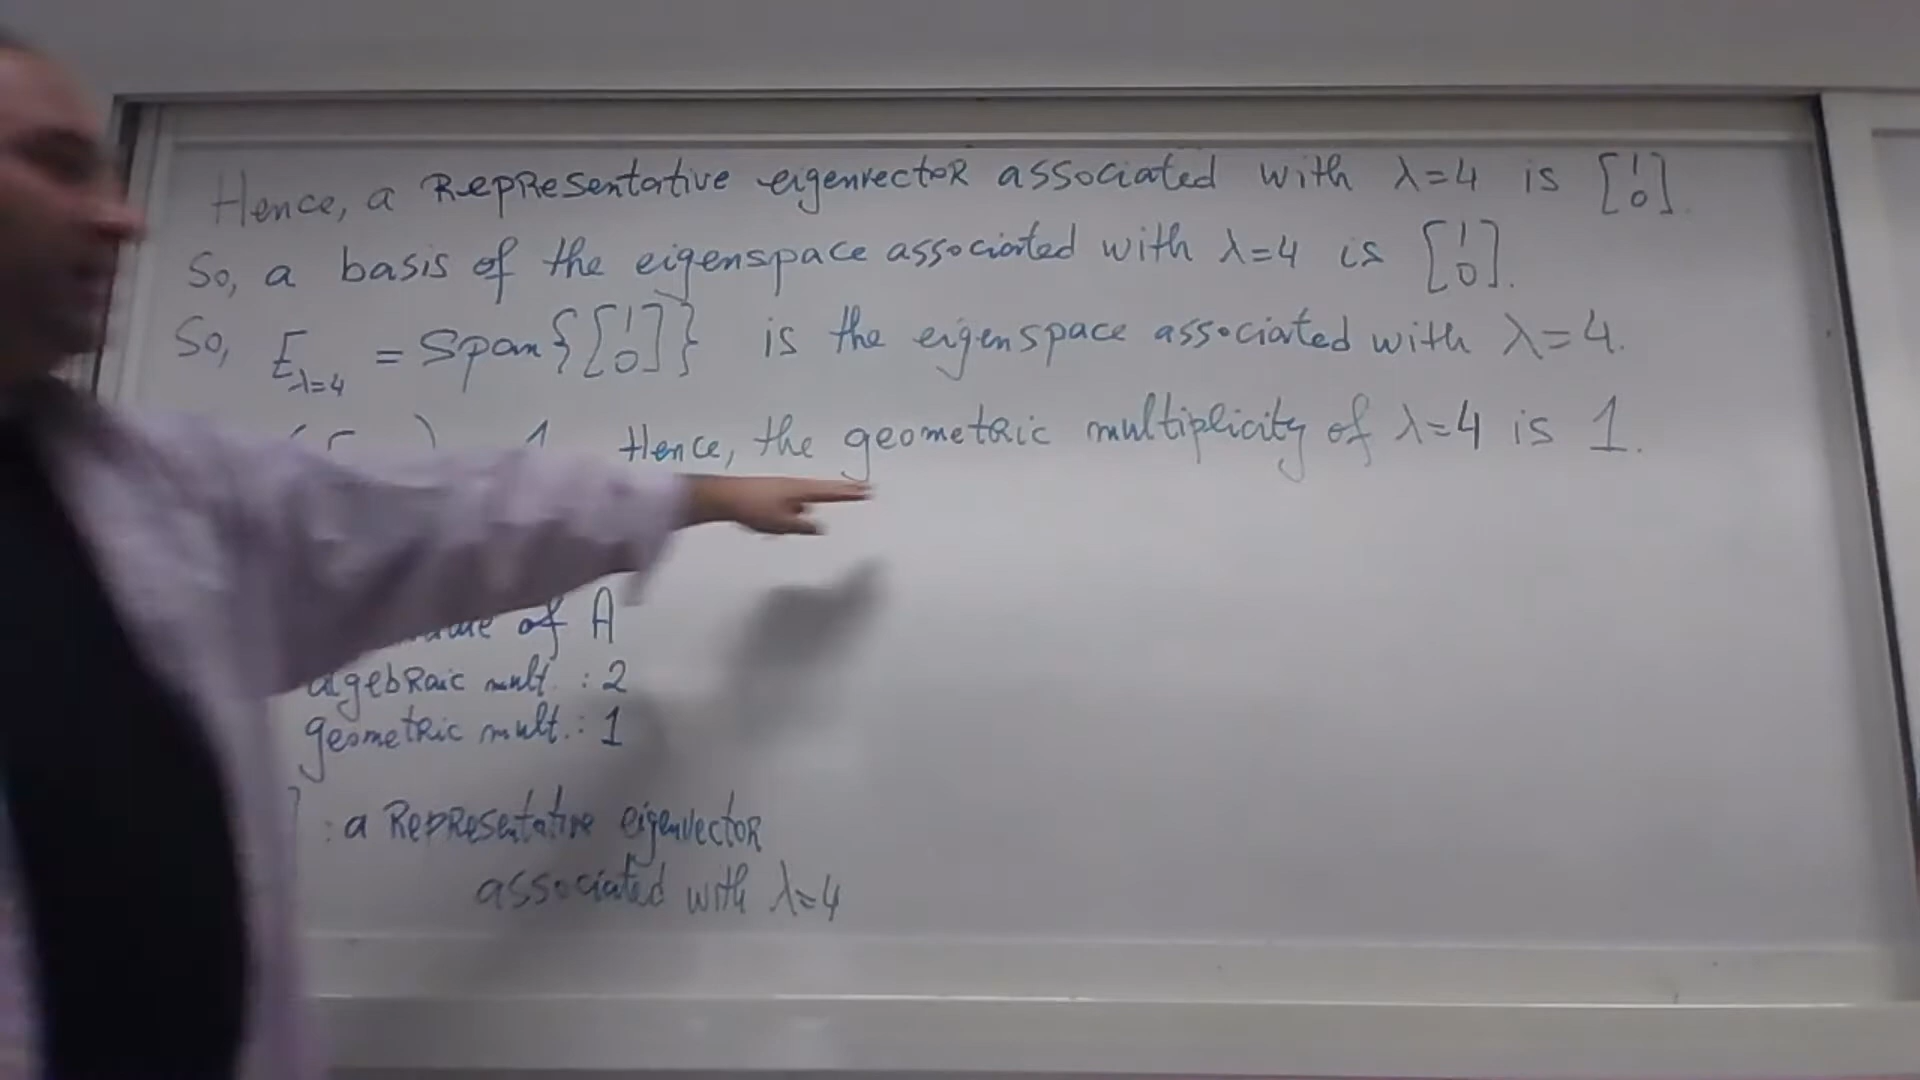 Hence, a Representative eigenvector associated with λ=4 is [1 0].
So, a basis of the eigenspace associated with λ=4 is [1 0].
So, E_λ=4 = Span{[1 0]} is the eigenspace associated with λ=4.
1 Hence, the geometric multiplicity of λ=4 is 1.
of A
algebraic mult. : 2
geometric mult. : 1
: a Representative eigenvector
associated with λ=4